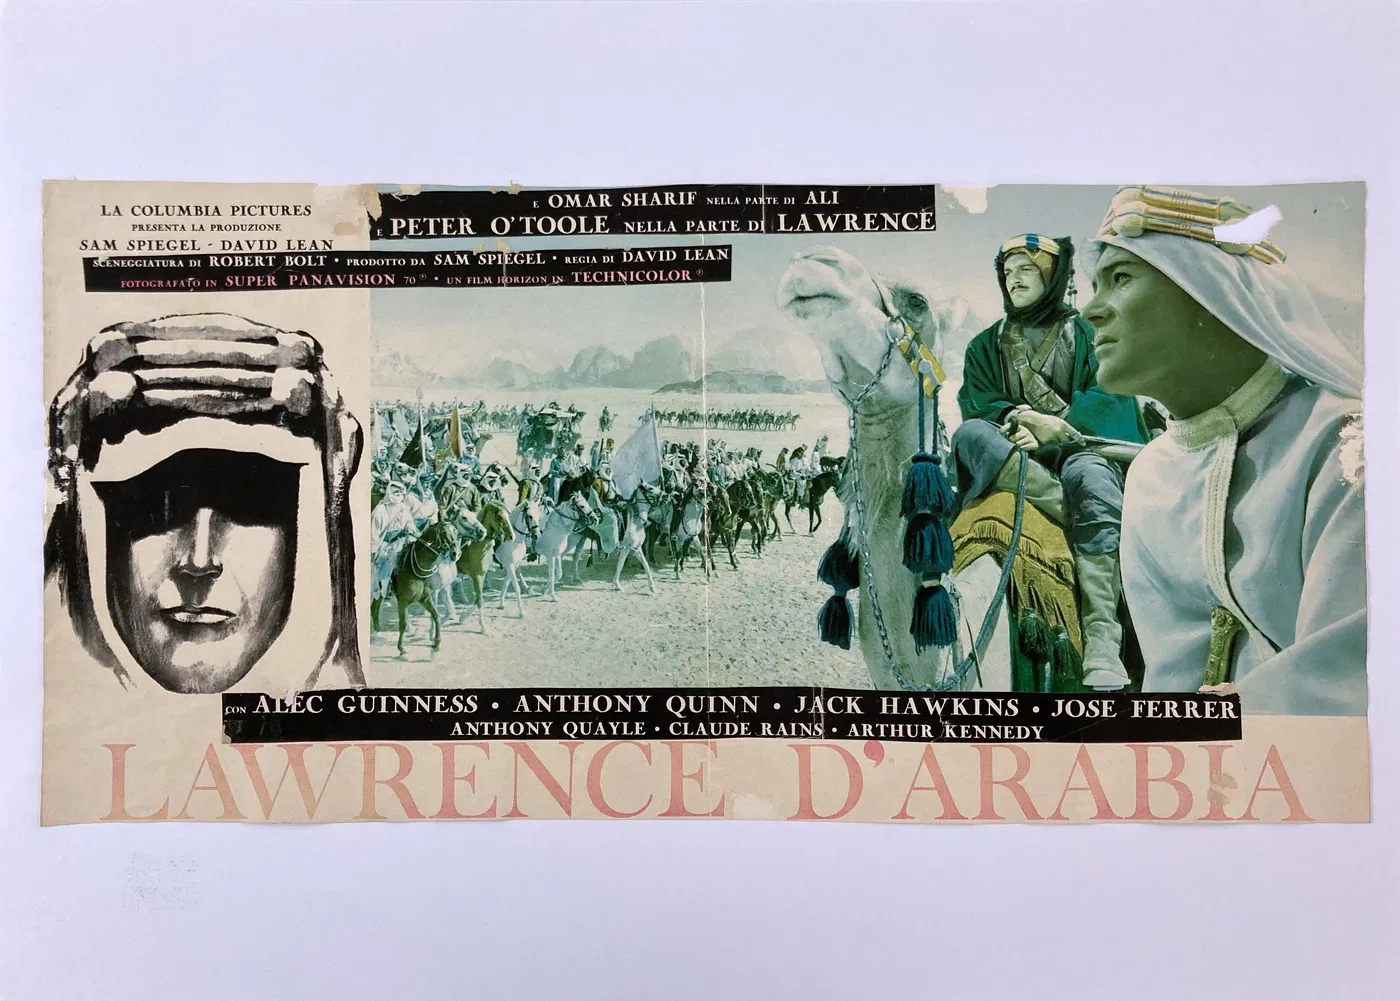 LA COLUMBIA PICTURES
PRESENTA LA PRODUZIONE
SAM SPIEGEL - DAVID LEAN
SCENEGGIATURA DI ROBERT BOLT • PRODOTTO DA SAM SPIEGEL • REGIA DI DAVID LEAN
FOTOGRAFATO IN SUPER PANAVISION 70 ® • UN FILM HORIZON IN TECHNICOLOR ®
E OMAR SHARIF NELLA PARTE DI ALI
E PETER O'TOOLE NELLA PARTE DI LAWRENCE
CON ALEC GUINNESS • ANTHONY QUINN • JACK HAWKINS • JOSE FERRER
ANTHONY QUAYLE • CLAUDE RAINS • ARTHUR KENNEDY
LAWRENCE D'ARABIA